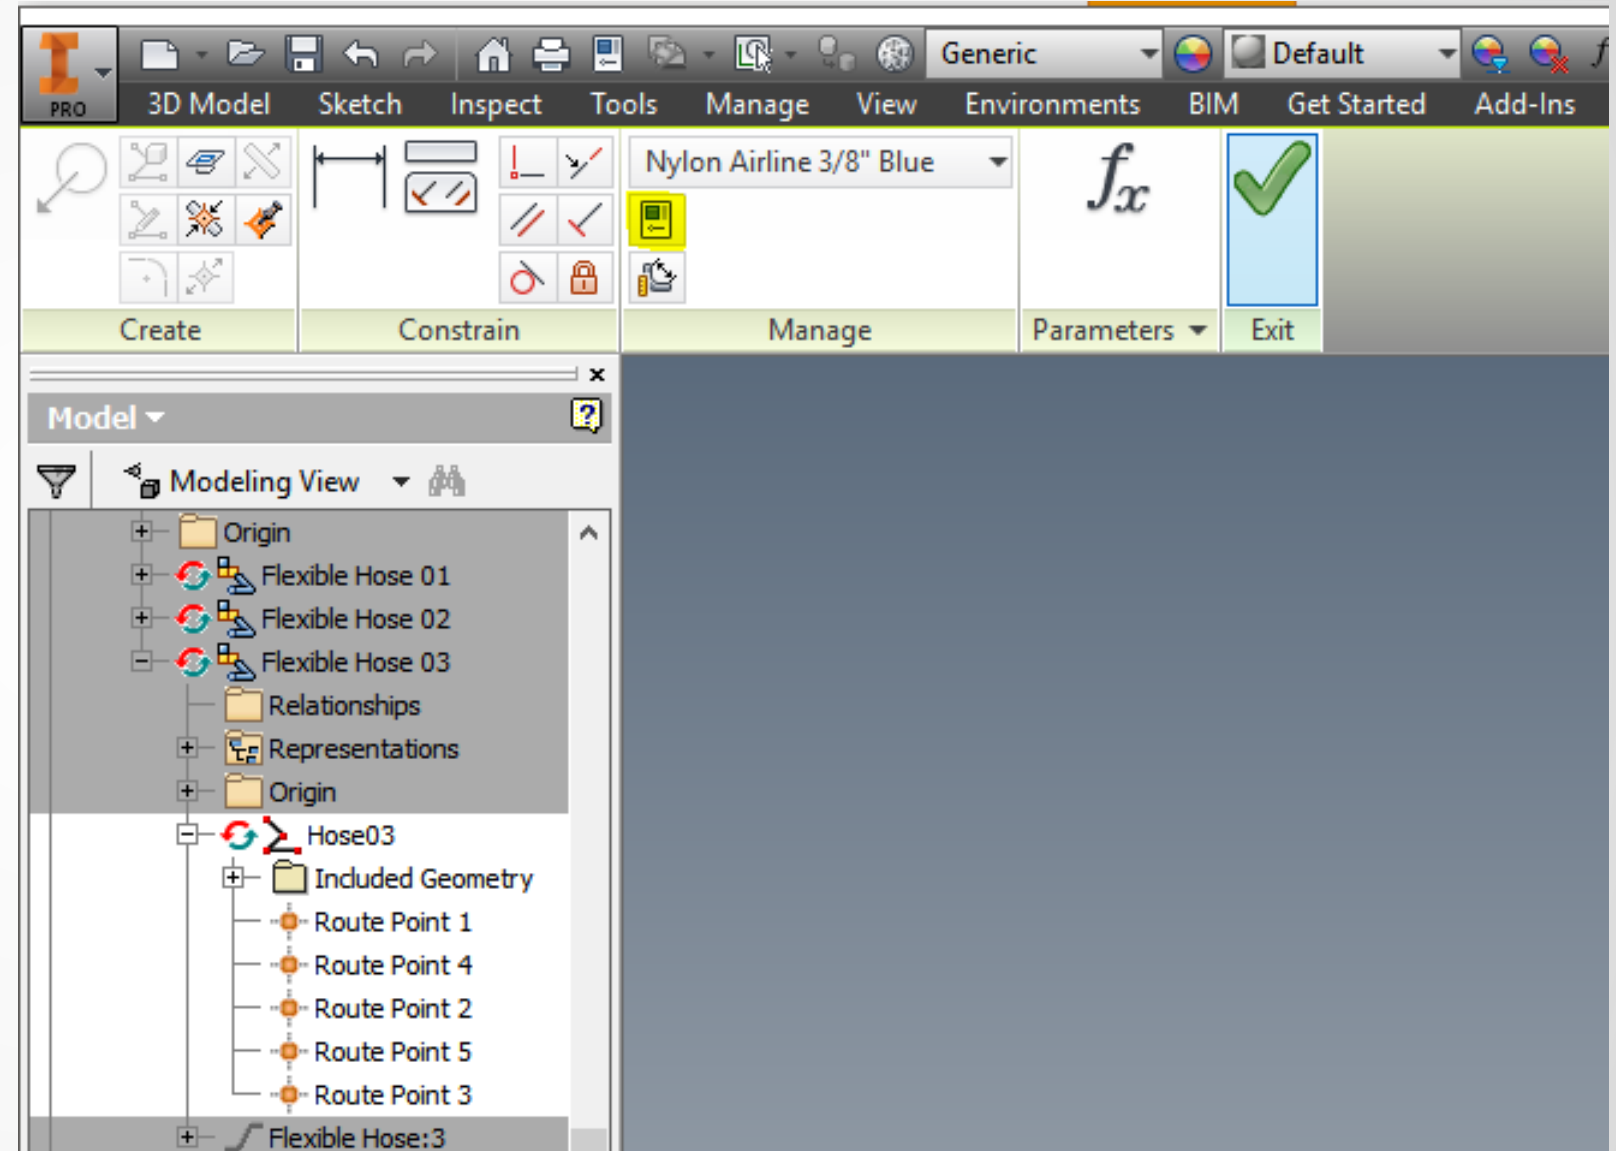 Generic Default f
PRO 3D Model Sketch Inspect Tools Manage View Environments BIM Get Started Add-Ins
Nylon Airline 3/8" Blue
fx
Create Constrain Manage Parameters Exit
Model
Modeling View
Origin
Flexible Hose 01
Flexible Hose 02
Flexible Hose 03
Relationships
Representations
Origin
Hose03
Included Geometry
Route Point 1
Route Point 4
Route Point 2
Route Point 5
Route Point 3
Flexible Hose:3